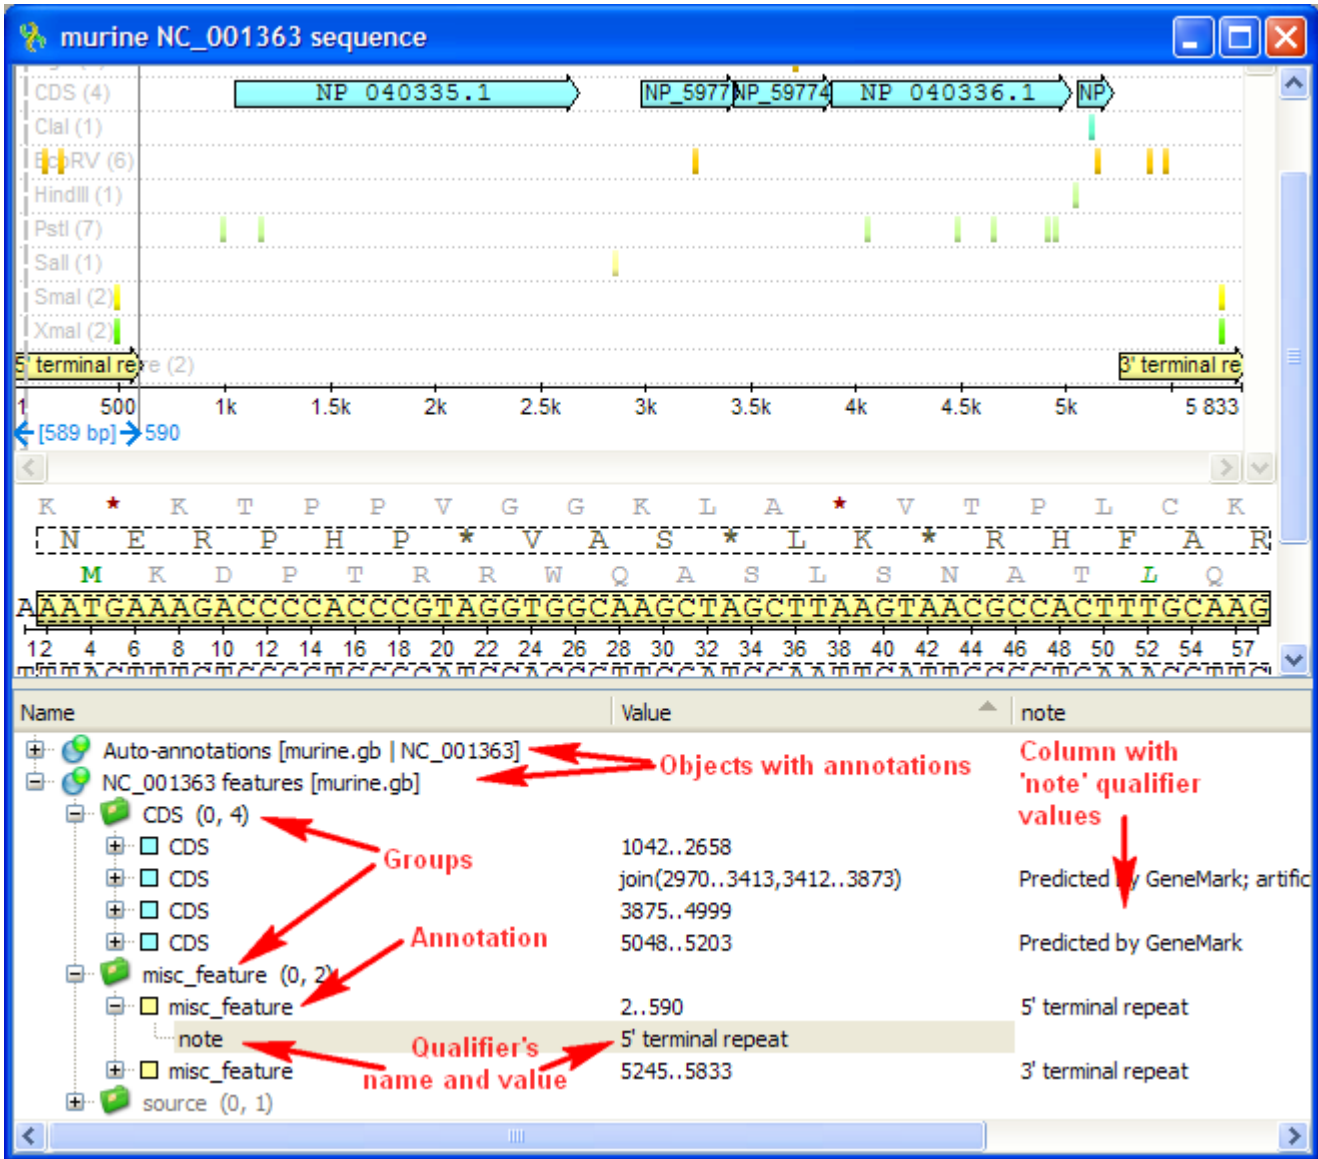 murine NC_001363 sequence
CDS (4) NP 040335.1 NP_5977 NP_59774 NP 040336.1 NP
ClaI (1)
EcoRV (6)
HindIII (1)
PstI (7)
SalI (1)
SmaI (2)
XmaI (2)
5' terminal re re (2) 3' terminal re
1 500 1k 1.5k 2k 2.5k 3k 3.5k 4k 4.5k 5k 5 833
[589 bp] 590
K * K T P P V G G K L A * V T P L C K
N E R P H P * V A S * L K * R H F A R
M K D P T R R W Q A S L S N A T L Q
AAATGAAAGACCCCACCCGTAGGTGGCAAGCTAGCTTAAGTAACGCCACTTTGCAAG
12 4 6 8 10 12 14 16 18 20 22 24 26 28 30 32 34 36 38 40 42 44 46 48 50 52 54 57
Name Value note
Auto-annotations [murine.gb | NC_001363] Objects with annotations Column with
NC_001363 features [murine.gb] 'note' qualifier
CDS (0, 4) values
CDS 1042..2658
Groups
CDS join(2970..3413,3412..3873) Predicted by GeneMark; artific
CDS 3875..4999
CDS 5048..5203 Predicted by GeneMark
Annotation
misc_feature (0, 2)
misc_feature 2..590 5' terminal repeat
note 5' terminal repeat
Qualifier's
misc_feature 5245..5833 3' terminal repeat
name and value
source (0, 1)